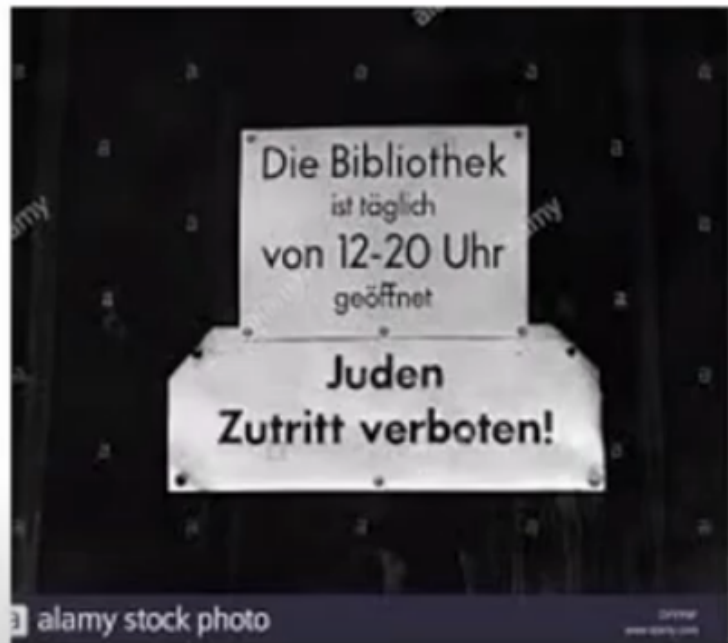 Die Bibliothek
ist täglich
von 12-20 Uhr
geöffnet
Juden
Zutritt verboten!
a alamy stock photo